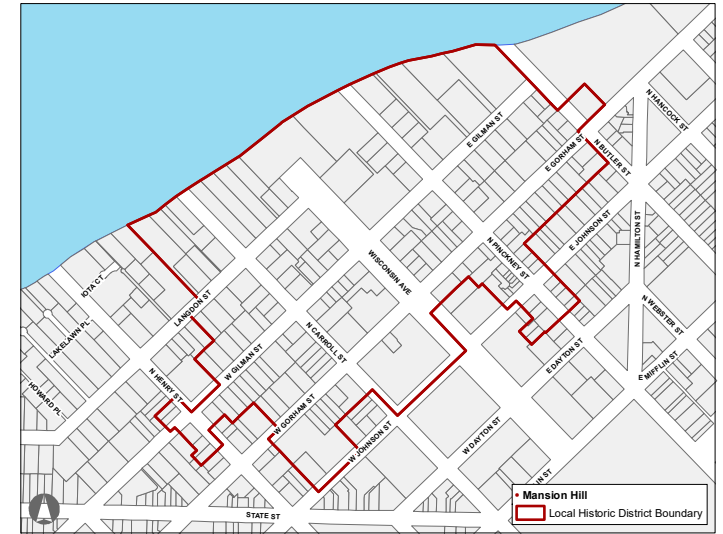 N HANCOCK ST
E GILMAN ST
E GORHAM ST
N BUTLER ST
N HAMILTON ST
E JOHNSON ST
N PINCKNEY ST
WISCONSIN AVE
IOTA CT
LANGDON ST
LAKELAWN PL
N CARROLL ST
N WEBSTER ST
W GILMAN ST
E DAYTON ST
E MIFFLIN ST
N HENRY ST
HOWARD PL
W GORHAM ST
W JOHNSON ST
W DAYTON ST
IN ST
STATE ST
Mansion Hill
Local Historic District Boundary